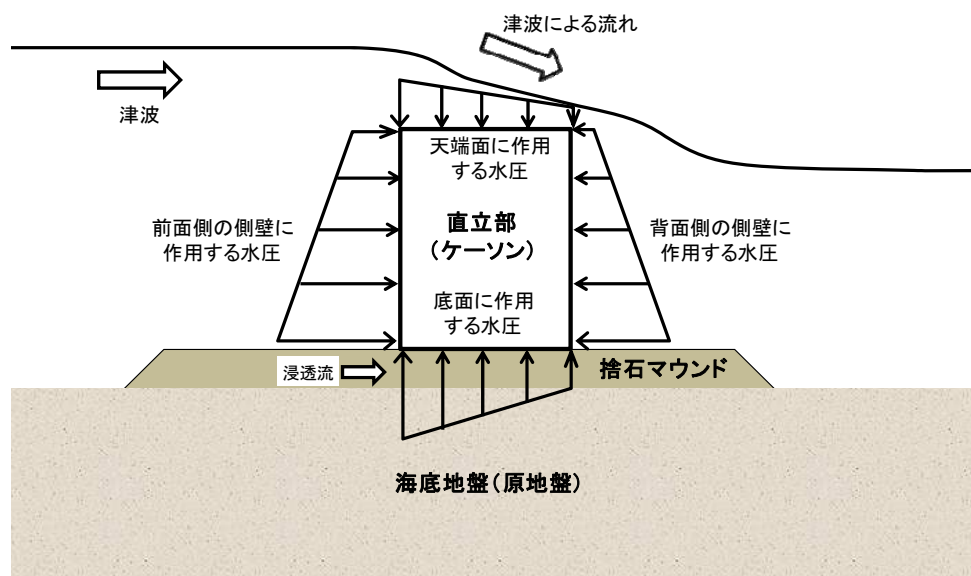 津波による流れ
津波
天端面に作用
する水圧
前面側の側壁に
作用する水圧
直立部
(ケーソン)
背面側の側壁に
作用する水圧
底面に作用
する水圧
浸透流
捨石マウンド
海底地盤(原地盤)